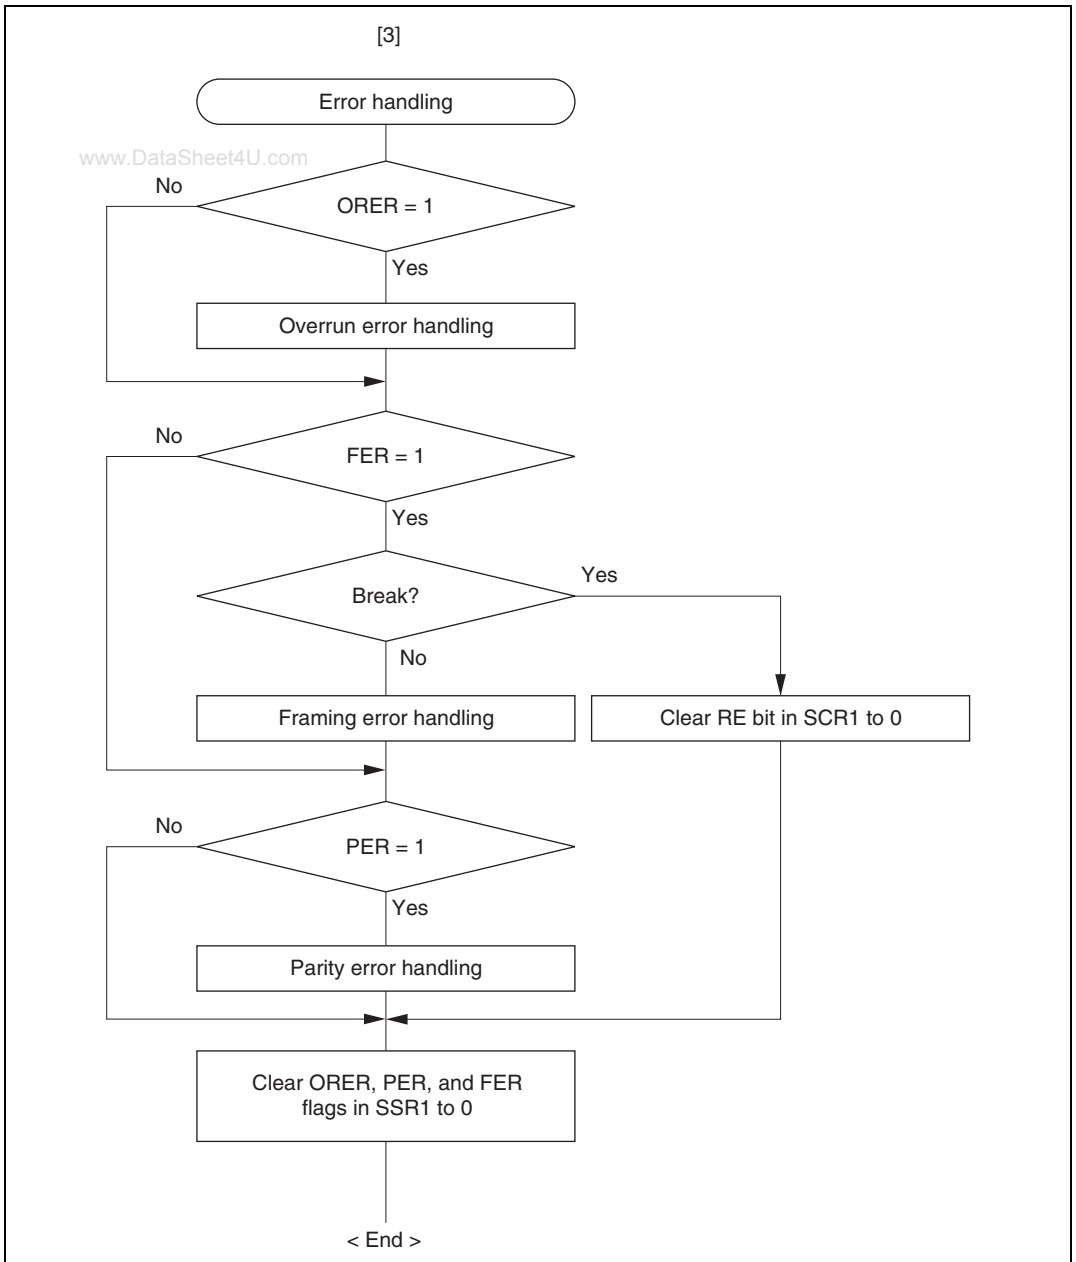 [3]
Error handling
www.DataSheet4U.com
No
ORER = 1
Yes
Overrun error handling
No
FER = 1
Yes
Break?
Yes
No
Framing error handling
Clear RE bit in SCR1 to 0
No
PER = 1
Yes
Parity error handling
Clear ORER, PER, and FER
flags in SSR1 to 0
< End >